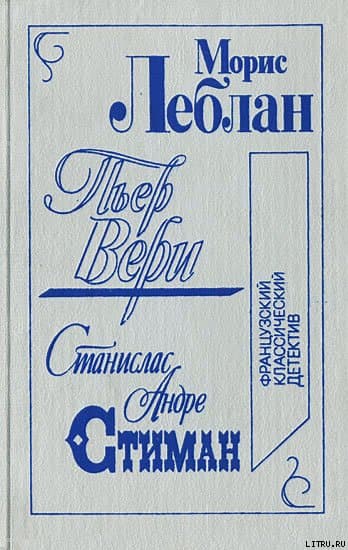 Морис
Леблан
Пьер
Вери
Станислас
Андре
Стиман
ФРАНЦУЗСКИЙ
КЛАССИЧЕСКИЙ
ДЕТЕКТИВ
LITRU.RU